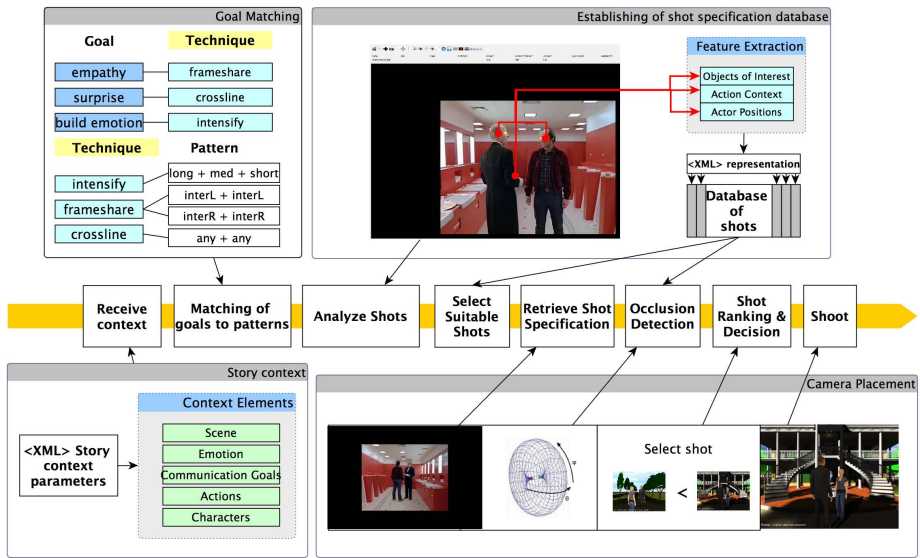 Goal Matching
Goal
Technique
empathy
frameshare
surprise
crossline
build emotion
intensify
Technique
Pattern
intensify
long + med + short
frameshare
interL + interL
interR + interR
crossline
any + any
Establishing of shot specification database
Feature Extraction
Objects of Interest
Action Context
Actor Positions
<XML> representation
Database
of
shots
Receive
context
Matching of
goals to patterns
Analyze Shots
Select
Suitable
Shots
Retrieve Shot
Specification
Occlusion
Detection
Shot
Ranking &
Decision
Shoot
Story context
<XML> Story
context
parameters
Context Elements
Scene
Emotion
Communication Goals
Actions
Characters
Camera Placement
φ
θ
Select shot
<